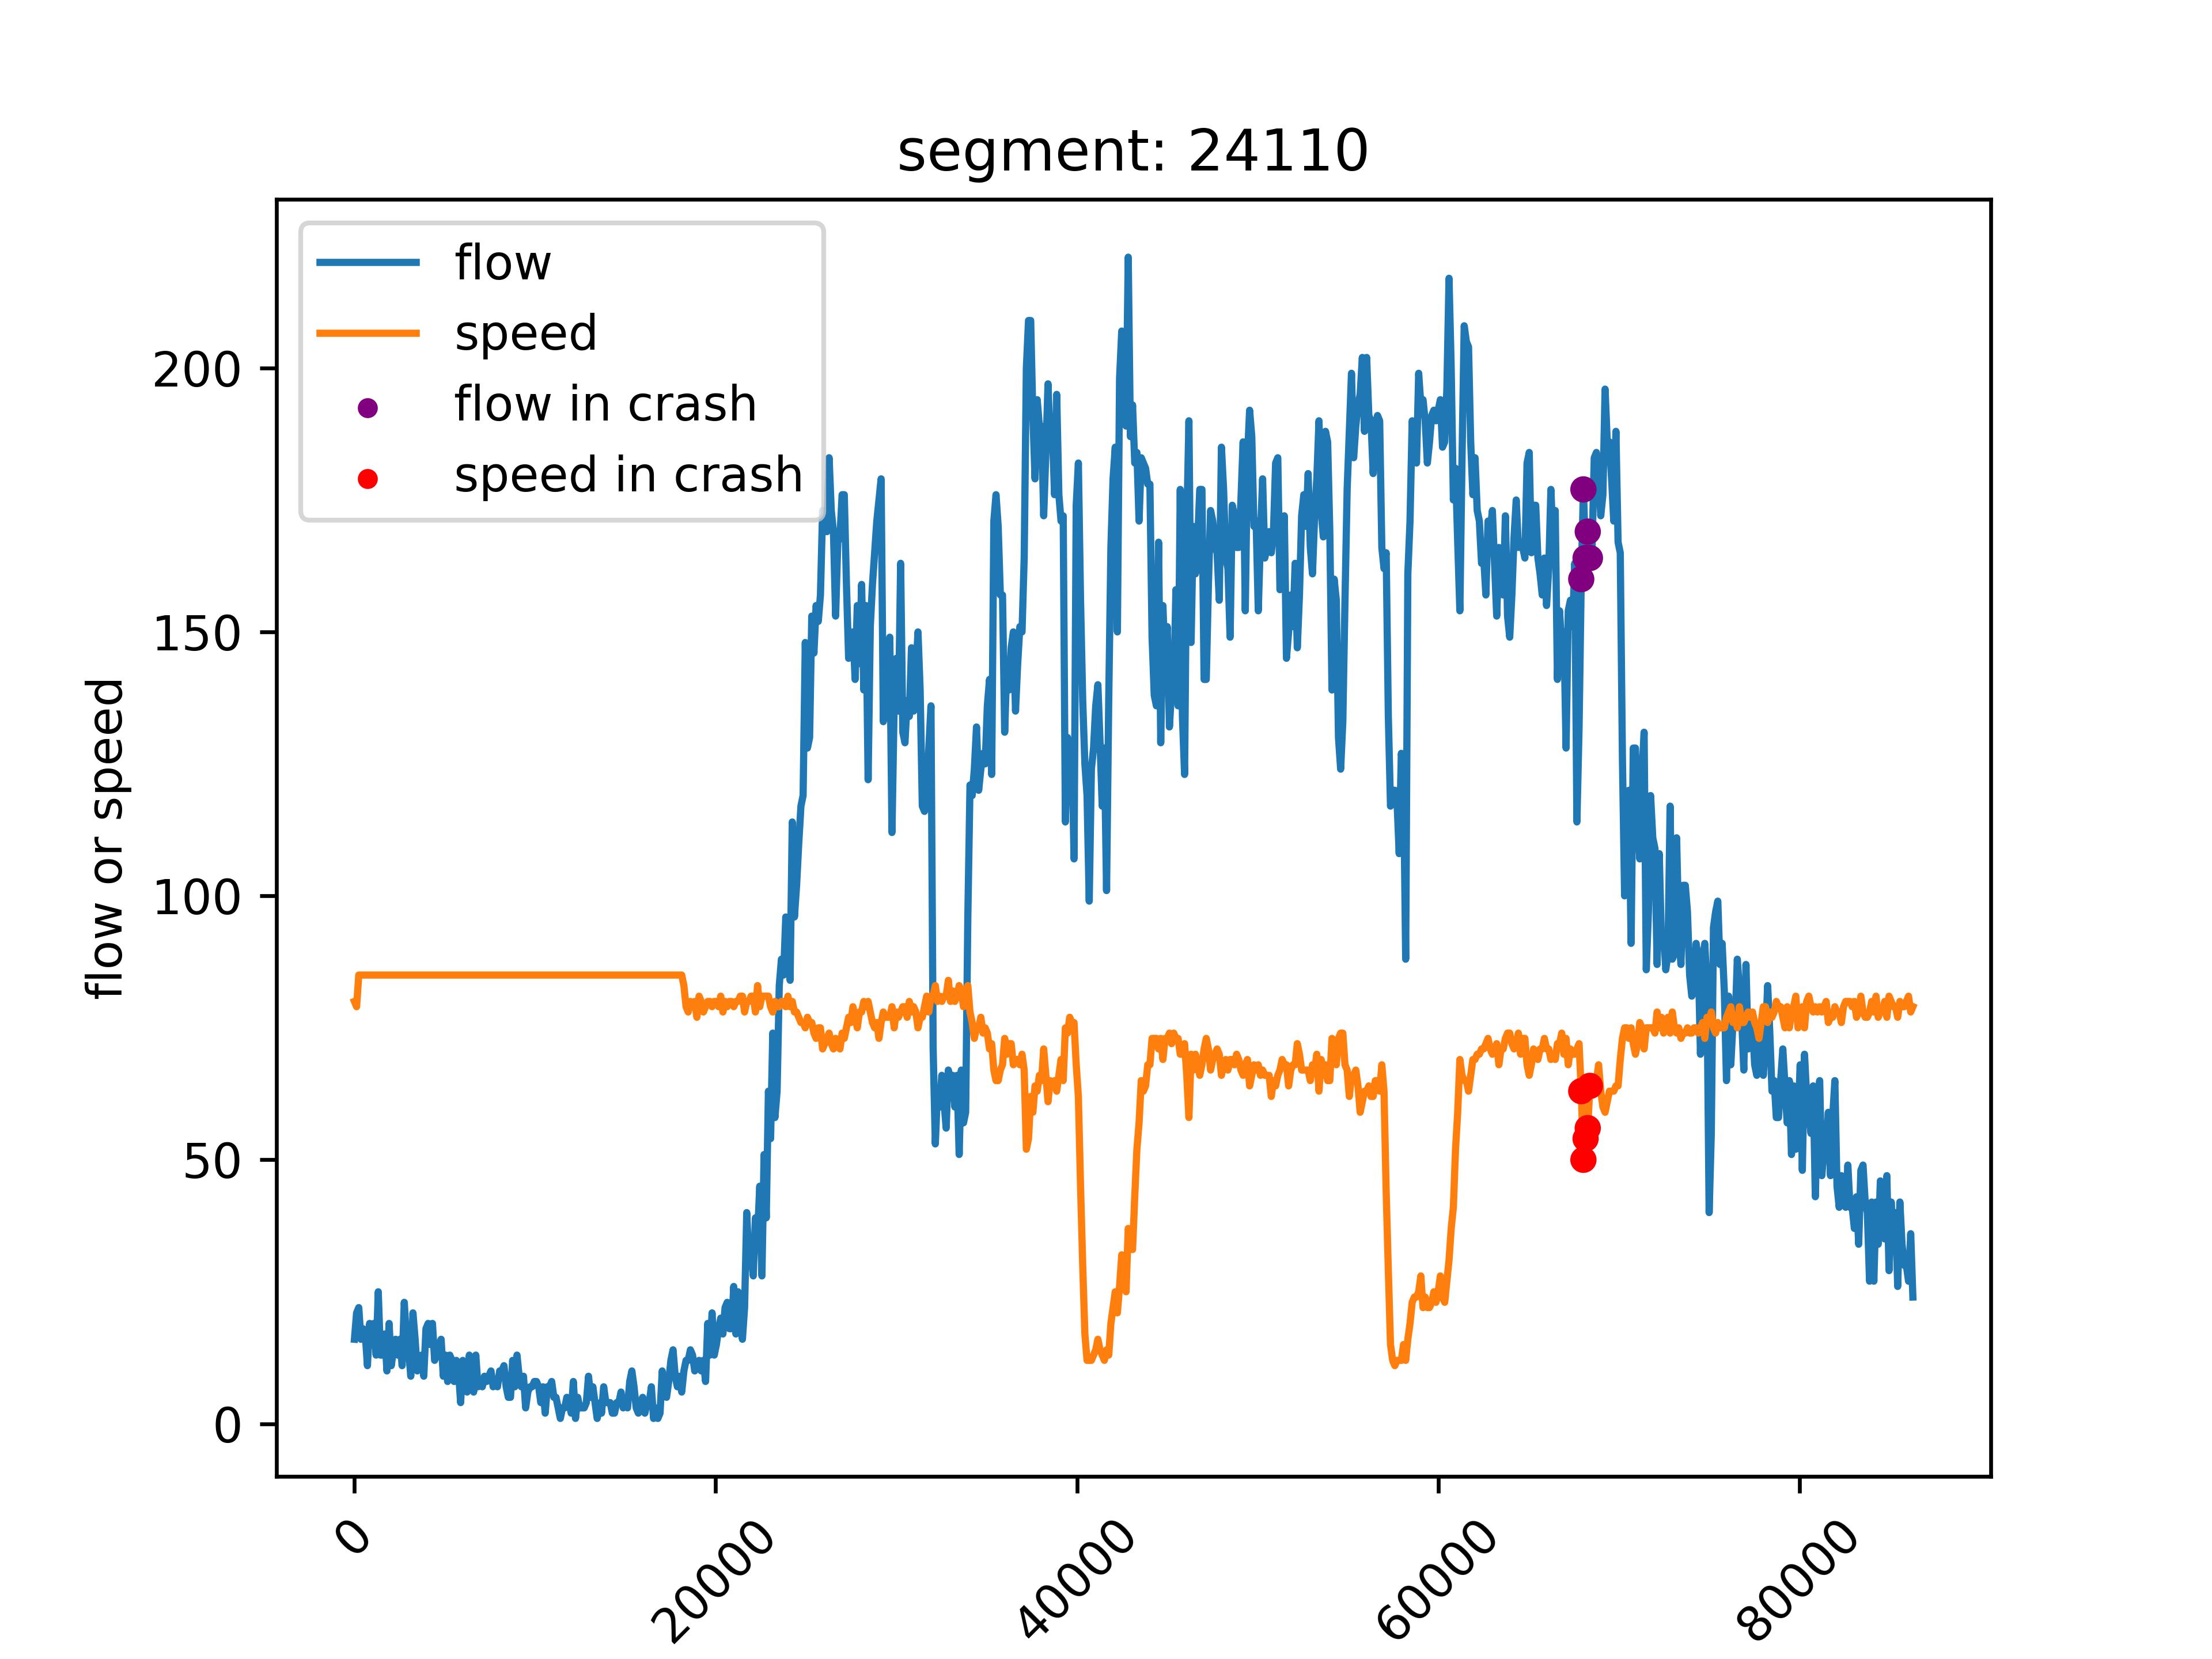 segment: 24110
flow
speed
flow in crash
speed in crash
flow or speed
200
150
100
50
0
0
20000
40000
60000
80000